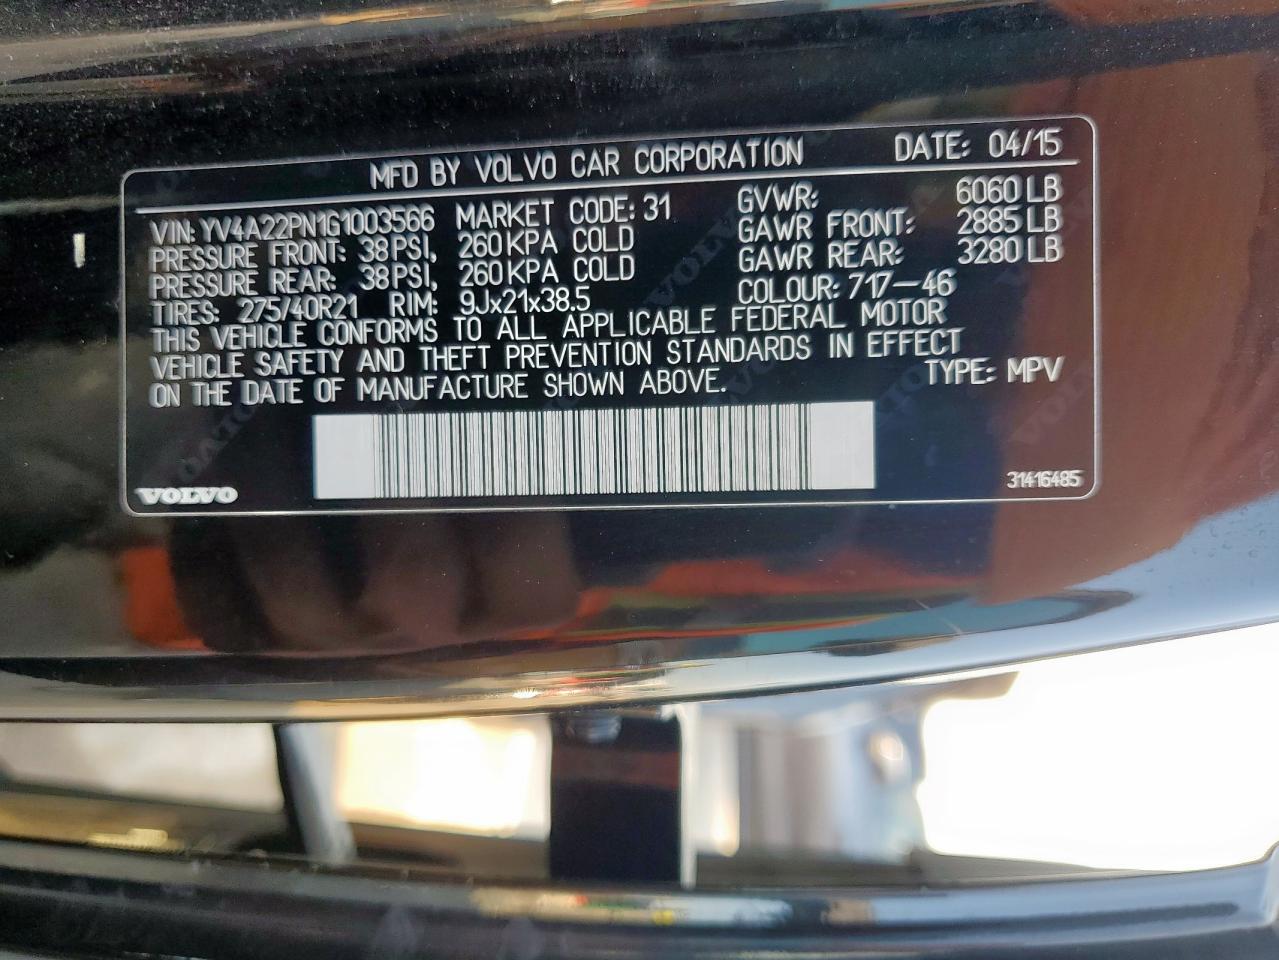 MFD BY VOLVO CAR CORPORATION DATE: 04/15
VIN: YV4A22PN1G1003566 MARKET CODE: 31 GVWR: 6060 LB
PRESSURE FRONT: 38 PSI, 260 KPA COLD GAWR FRONT: 2885 LB
PRESSURE REAR: 38 PSI, 260 KPA COLD GAWR REAR: 3280 LB
TIRES: 275/40R21 RIM: 9Jx21x38.5 COLOUR: 717—46
THIS VEHICLE CONFORMS TO ALL APPLICABLE FEDERAL MOTOR
VEHICLE SAFETY AND THEFT PREVENTION STANDARDS IN EFFECT
ON THE DATE OF MANUFACTURE SHOWN ABOVE. TYPE: MPV
VOLVO 31416485